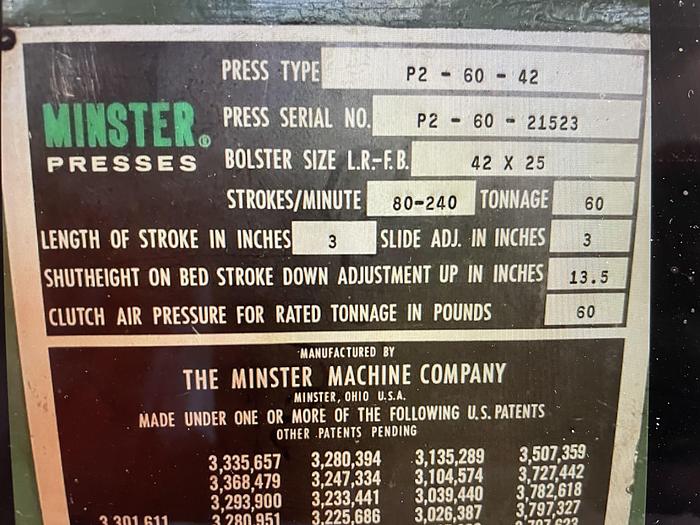 PRESS TYPE P2 - 60 - 42
MINSTER® PRESS SERIAL NO. P2 - 60 - 21523
PRESSES BOLSTER SIZE L.R.-F.B. 42 X 25
STROKES/MINUTE 80-240 TONNAGE 60
LENGTH OF STROKE IN INCHES 3 SLIDE ADJ. IN INCHES 3
SHUTHEIGHT ON BED STROKE DOWN ADJUSTMENT UP IN INCHES 13.5
CLUTCH AIR PRESSURE FOR RATED TONNAGE IN POUNDS 60
MANUFACTURED BY
THE MINSTER MACHINE COMPANY
MINSTER, OHIO U.S.A.
MADE UNDER ONE OR MORE OF THE FOLLOWING U.S. PATENTS
OTHER PATENTS PENDING
3,335,657 3,280,394 3,135,289 3,507,359
3,368,479 3,247,334 3,104,574 3,727,442
3,293,900 3,233,441 3,039,440 3,782,618
3,301,611 3,280,951 3,225,686 3,026,387 3,797,327